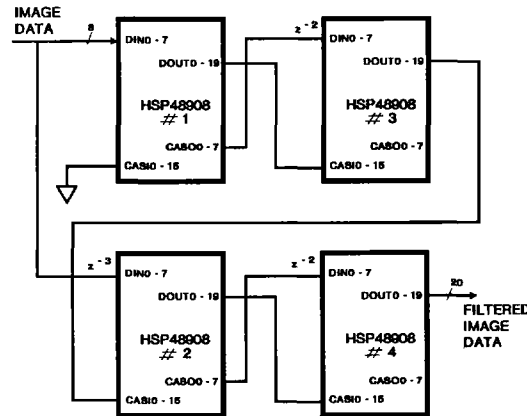 IMAGE
DATA
8
DIN0 - 7
DOUT0 - 19
HSP48908
# 1
CASO0 - 7
CASI0 - 15
z -2
DIN0 - 7
DOUT0 - 19
HSP48908
# 3
CASO0 - 7
CASI0 - 15
z -3
DIN0 - 7
DOUT0 - 19
HSP48908
# 2
CASO0 - 7
CASI0 - 15
z -2
DIN0 - 7
DOUT0 - 19
HSP48908
# 4
CASO0 - 7
CASI0 - 15
20
FILTERED
IMAGE
DATA